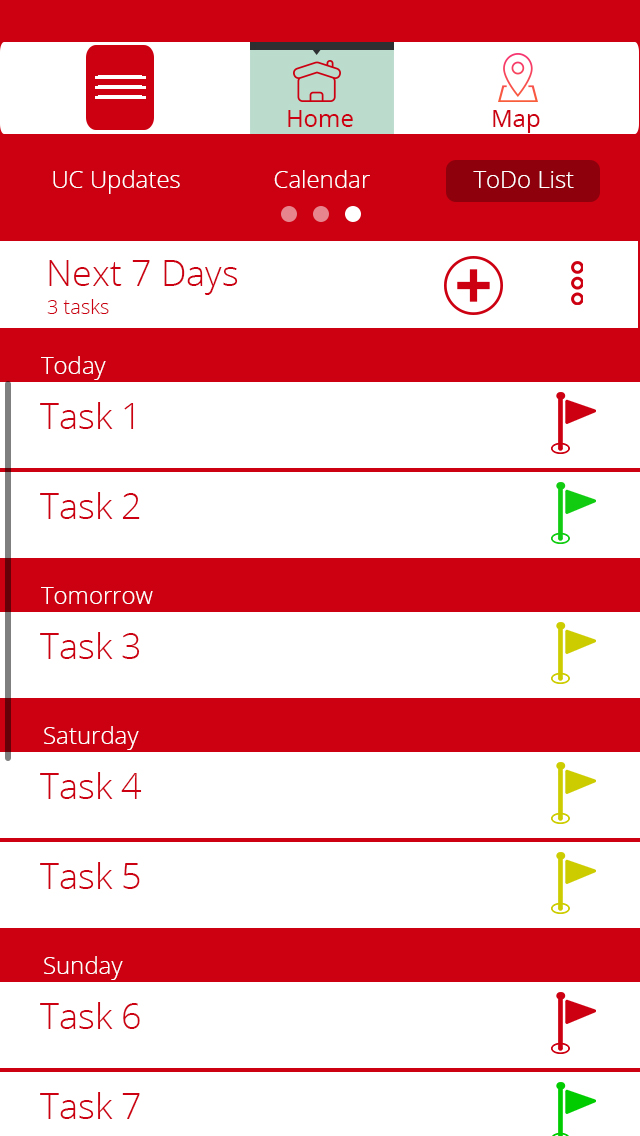 Home
Map
UC Updates
Calendar
ToDo List
Next 7 Days
3 tasks
Today
Task 1
Task 2
Tomorrow
Task 3
Saturday
Task 4
Task 5
Sunday
Task 6
Task 7